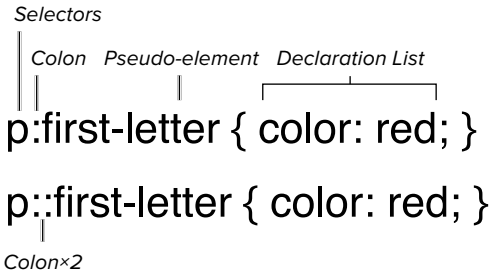 Selectors
Colon Pseudo-element Declaration List
p:first-letter { color: red; }
p::first-letter { color: red; }
Colon×2